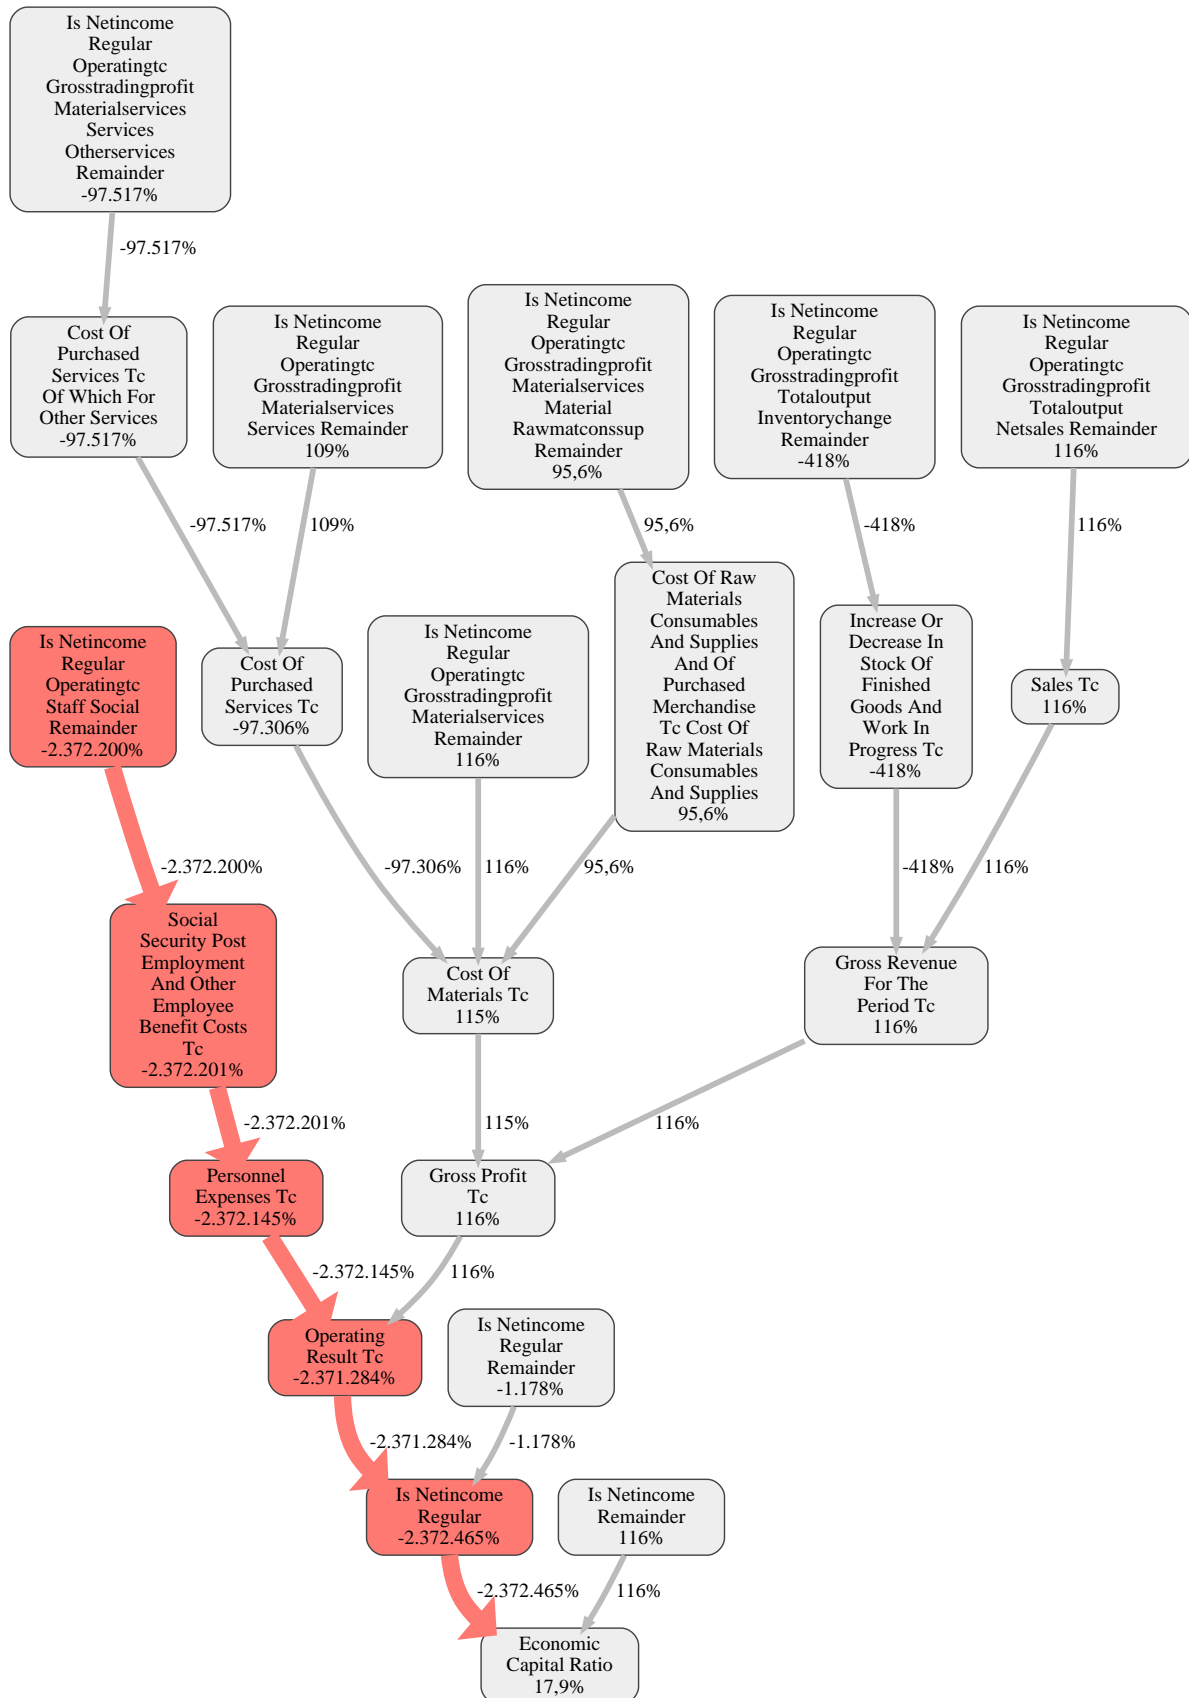 Is Netincome
Regular
Operatingtc
Grosstradingprofit
Materialservices
Services
Otherservices
Remainder
-97.517%
-97.517%
Cost Of
Purchased
Services Tc
Of Which For
Other Services
-97.517%
Is Netincome
Regular
Operatingtc
Grosstradingprofit
Materialservices
Services Remainder
109%
Is Netincome
Regular
Operatingtc
Grosstradingprofit
Materialservices
Material
Rawmatconssup
Remainder
95,6%
Is Netincome
Regular
Operatingtc
Grosstradingprofit
Totaloutput
Inventorychange
Remainder
-418%
Is Netincome
Regular
Operatingtc
Grosstradingprofit
Totaloutput
Netsales Remainder
116%
-97.517%
109%
95,6%
-418%
116%
Is Netincome
Regular
Operatingtc
Staff Social
Remainder
-2.372.200%
Cost Of
Purchased
Services Tc
-97.306%
Is Netincome
Regular
Operatingtc
Grosstradingprofit
Materialservices
Remainder
116%
Cost Of Raw
Materials
Consumables
And Supplies
And Of
Purchased
Merchandise
Tc Cost Of
Raw Materials
Consumables
And Supplies
95,6%
Increase Or
Decrease In
Stock Of
Finished
Goods And
Work In
Progress Tc
-418%
Sales Tc
116%
-2.372.200%
-97.306%
116%
95,6%
-418%
116%
Social
Security Post
Employment
And Other
Employee
Benefit Costs
Tc
-2.372.201%
Cost Of
Materials Tc
115%
Gross Revenue
For The
Period Tc
116%
-2.372.201%
115%
116%
Personnel
Expenses Tc
-2.372.145%
Gross Profit
Tc
116%
-2.372.145%
116%
Operating
Result Tc
-2.371.284%
Is Netincome
Regular
Remainder
-1.178%
-2.371.284%
-1.178%
Is Netincome
Regular
-2.372.465%
Is Netincome
Remainder
116%
-2.372.465%
116%
Economic
Capital Ratio
17,9%